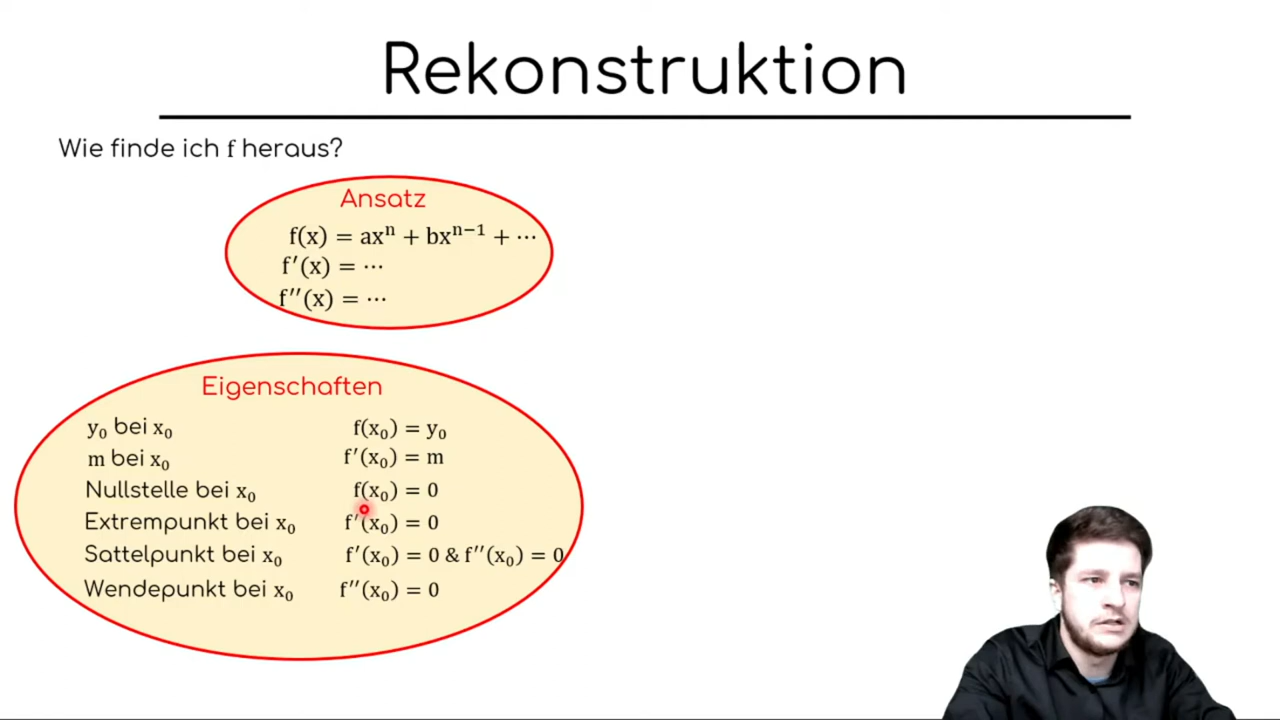 Rekonstruktion
Wie finde ich f heraus?
Ansatz
f(x) = axⁿ + bxⁿ⁻¹ + ⋯
f′(x) = ⋯
f′′(x) = ⋯
Eigenschaften
y₀ bei x₀ f(x₀) = y₀
m bei x₀ f′(x₀) = m
Nullstelle bei x₀ f(x₀) = 0
Extrempunkt bei x₀ f′(x₀) = 0
Sattelpunkt bei x₀ f′(x₀) = 0 & f′′(x₀) = 0
Wendepunkt bei x₀ f′′(x₀) = 0